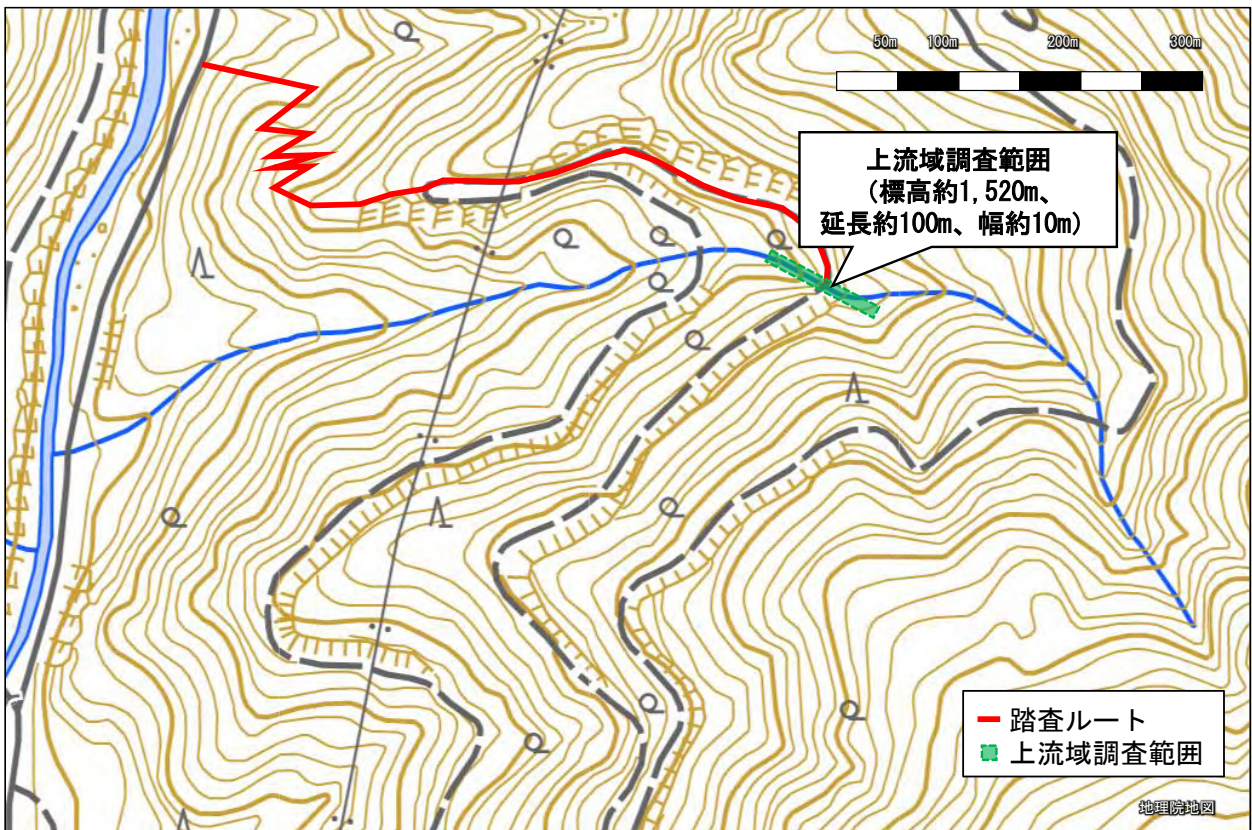 50m 100m 200m 300m
上流域調査範囲
（標高約1,520m、
延長約100m、幅約10m）
踏査ルート
上流域調査範囲
地理院地図